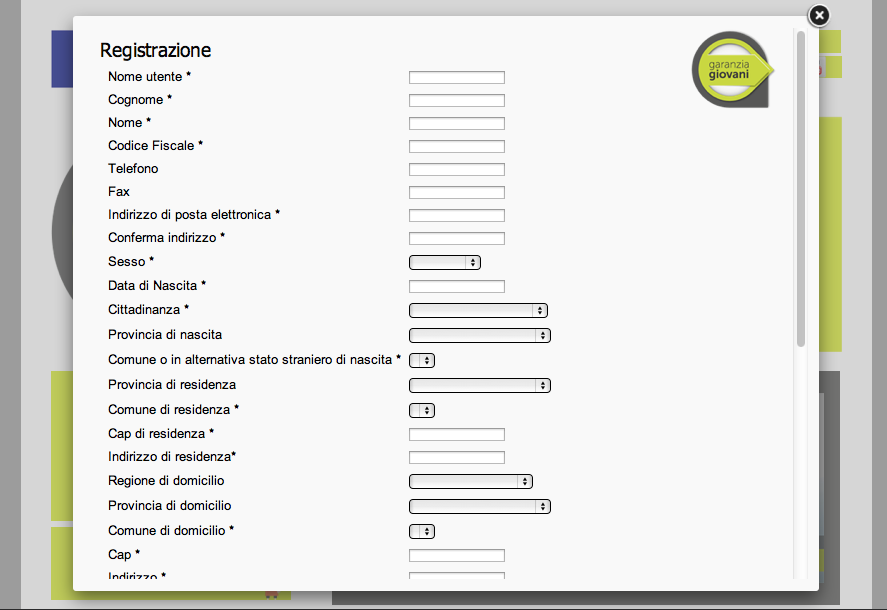 Registrazione
garanzia
giovani
Nome utente *
Cognome *
Nome *
Codice Fiscale *
Telefono
Fax
Indirizzo di posta elettronica *
Conferma indirizzo *
Sesso *
Data di Nascita *
Cittadinanza *
Provincia di nascita
Comune o in alternativa stato straniero di nascita *
Provincia di residenza
Comune di residenza *
Cap di residenza *
Indirizzo di residenza*
Regione di domicilio
Provincia di domicilio
Comune di domicilio *
Cap *
Indirizzo *